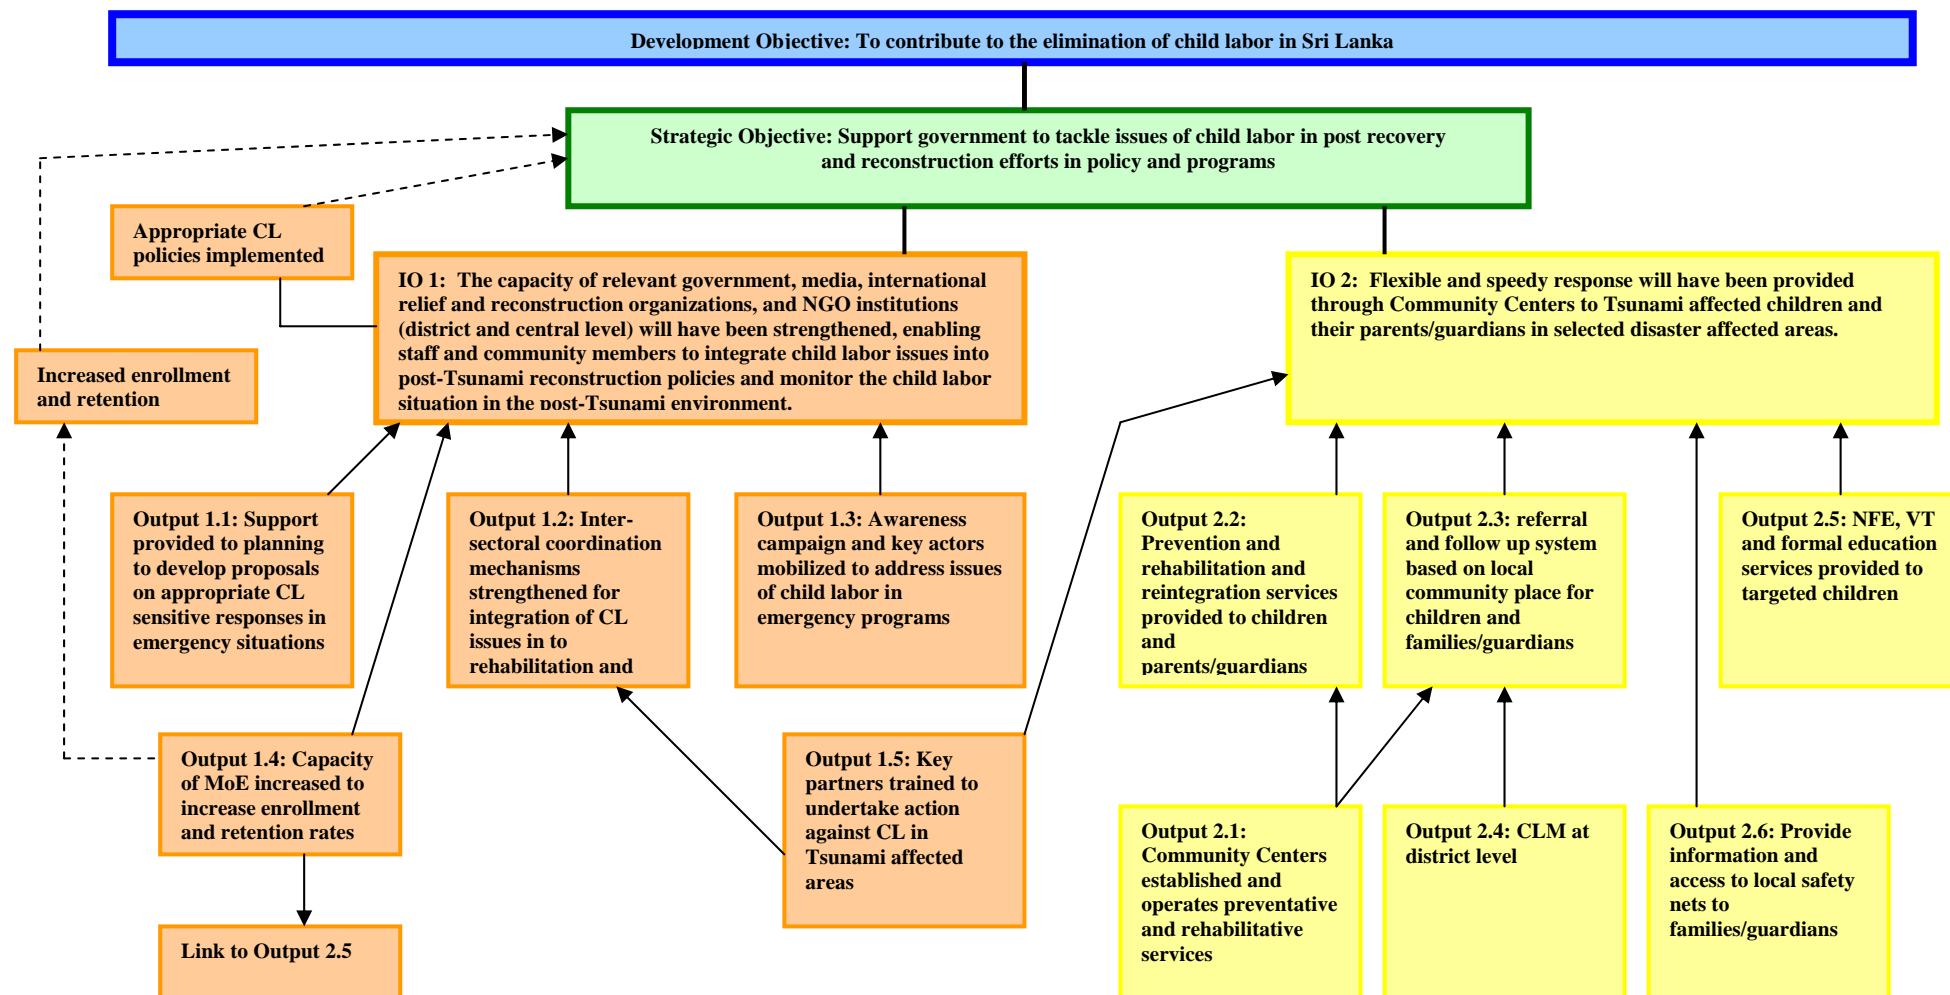 Development Objective: To contribute to the elimination of child labor in Sri Lanka
Strategic Objective: Support government to tackle issues of child labor in post recovery
and reconstruction efforts in policy and programs
Appropriate CL
policies implemented
IO 1:  The capacity of relevant government, media, international
relief and reconstruction organizations, and NGO institutions
(district and central level) will have been strengthened, enabling
staff and community members to integrate child labor issues into
post-Tsunami reconstruction policies and monitor the child labor
situation in the post-Tsunami environment.
IO 2:  Flexible and speedy response will have been provided
through Community Centers to Tsunami affected children and
their parents/guardians in selected disaster affected areas.
Increased enrollment
and retention
Output 1.1: Support
provided to planning
to develop proposals
on appropriate CL
sensitive responses in
emergency situations
Output 1.2: Inter-
sectoral coordination
mechanisms
strengthened for
integration of CL
issues in to
rehabilitation and
Output 1.3: Awareness
campaign and key actors
mobilized to address issues
of child labor in
emergency programs
Output 2.2:
Prevention and
rehabilitation and
reintegration services
provided to children
and
parents/guardians
Output 2.3: referral
and follow up system
based on local
community place for
children and
families/guardians
Output 2.5: NFE, VT
and formal education
services provided to
targeted children
Output 1.4: Capacity
of MoE increased to
increase enrollment
and retention rates
Output 1.5: Key
partners trained to
undertake action
against CL in
Tsunami affected
areas
Output 2.1:
Community Centers
established and
operates preventative
and rehabilitative
services
Output 2.4: CLM at
district level
Output 2.6: Provide
information and
access to local safety
nets to
families/guardians
Link to Output 2.5